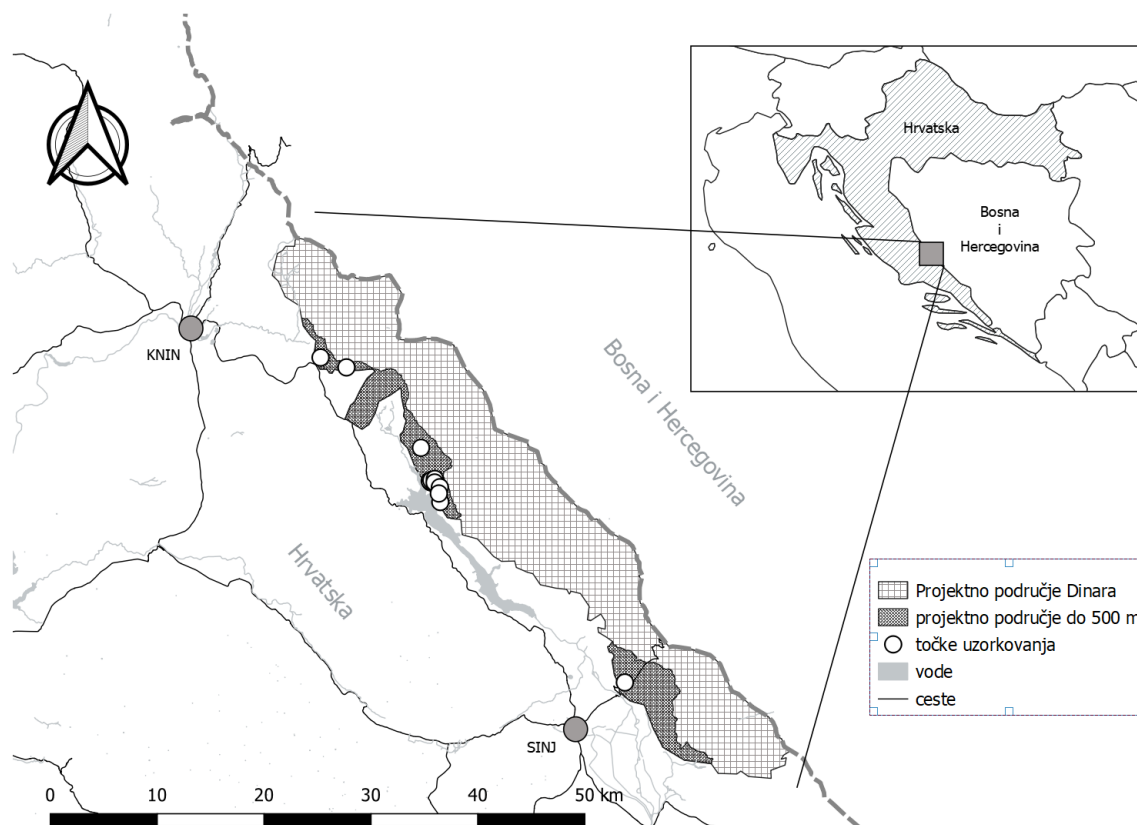 Hrvatska
Bosna
i
Hercegovina
KNIN
Bosna i Hercegovina
Hrvatska
Projektno područje Dinara
projektno područje do 500 m
točke uzorkovanja
vode
ceste
SINJ
0 10 20 30 40 50 km